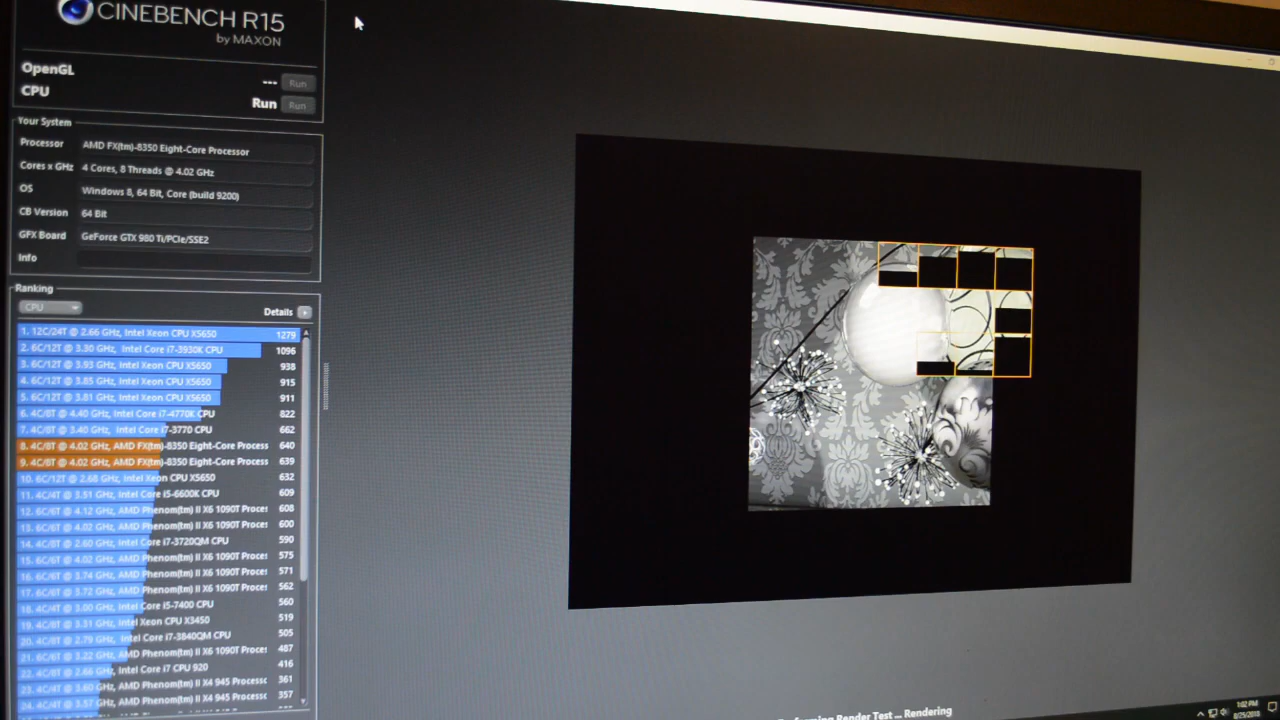 CINEBENCH R15
by MAXON
OpenGL --- Run
CPU Run Run
Your System
Processor AMD FX(tm)-8350 Eight-Core Processor
Cores x GHz 4 Cores, 8 Threads @ 4.02 GHz
OS Windows 8, 64 Bit, Core (build 9200)
CB Version 64 Bit
GFX Board GeForce GTX 980 Ti/PCIe/SSE2
Info
Ranking
CPU Details
1. 12C/24T @ 2.66 GHz, Intel Xeon CPU X5650 1279
2. 6C/12T @ 3.30 GHz, Intel Core i7-3930K CPU 1096
3. 6C/12T @ 3.93 GHz, Intel Xeon CPU X5650 938
4. 6C/12T @ 3.85 GHz, Intel Xeon CPU X5650 915
5. 6C/12T @ 3.81 GHz, Intel Xeon CPU X5650 911
6. 4C/8T @ 4.40 GHz, Intel Core i7-4770K CPU 822
7. 4C/8T @ 3.40 GHz, Intel Core i7-3770 CPU 662
8. 4C/8T @ 4.02 GHz, AMD FX(tm)-8350 Eight-Core Process 640
9. 4C/8T @ 4.02 GHz, AMD FX(tm)-8350 Eight-Core Process 639
10. 6C/12T @ 2.68 GHz, Intel Xeon CPU X5650 632
11. 4C/4T @ 3.51 GHz, Intel Core i5-6600K CPU 609
12. 6C/6T @ 4.12 GHz, AMD Phenom(tm) II X6 1090T Proces 608
13. 6C/6T @ 4.02 GHz, AMD Phenom(tm) II X6 1090T Proces 600
14. 4C/8T @ 2.60 GHz, Intel Core i7-3720QM CPU 590
15. 6C/6T @ 4.02 GHz, AMD Phenom(tm) II X6 1090T Proces 575
16. 6C/6T @ 3.74 GHz, AMD Phenom(tm) II X6 1090T Proces 571
17. 6C/6T @ 3.72 GHz, AMD Phenom(tm) II X6 1090T Proces 562
18. 4C/4T @ 3.00 GHz, Intel Core i5-7400 CPU 560
19. 4C/8T @ 3.31 GHz, Intel Xeon CPU X3450 519
20. 4C/8T @ 2.79 GHz, Intel Core i7-3840QM CPU 505
21. 6C/6T @ 3.22 GHz, AMD Phenom(tm) II X6 1090T Proces 487
22. 4C/8T @ 2.66 GHz, Intel Core i7 CPU 920 416
23. 4C/4T @ 3.60 GHz, AMD Phenom(tm) II X4 945 Processc 361
24. 4C/4T @ AMD Phenom(tm) II X4 945 Processc 357
Render Test ... Rendering
1:02 PM
8/25/2018